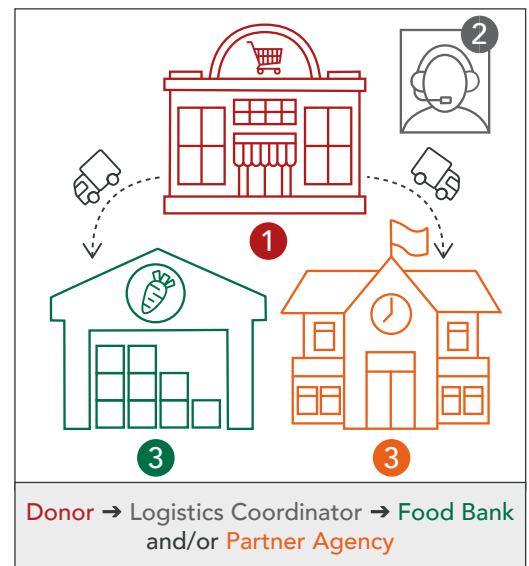 2
1
3
3
Donor ➔ Logistics Coordinator ➔ Food Bank
and/or Partner Agency